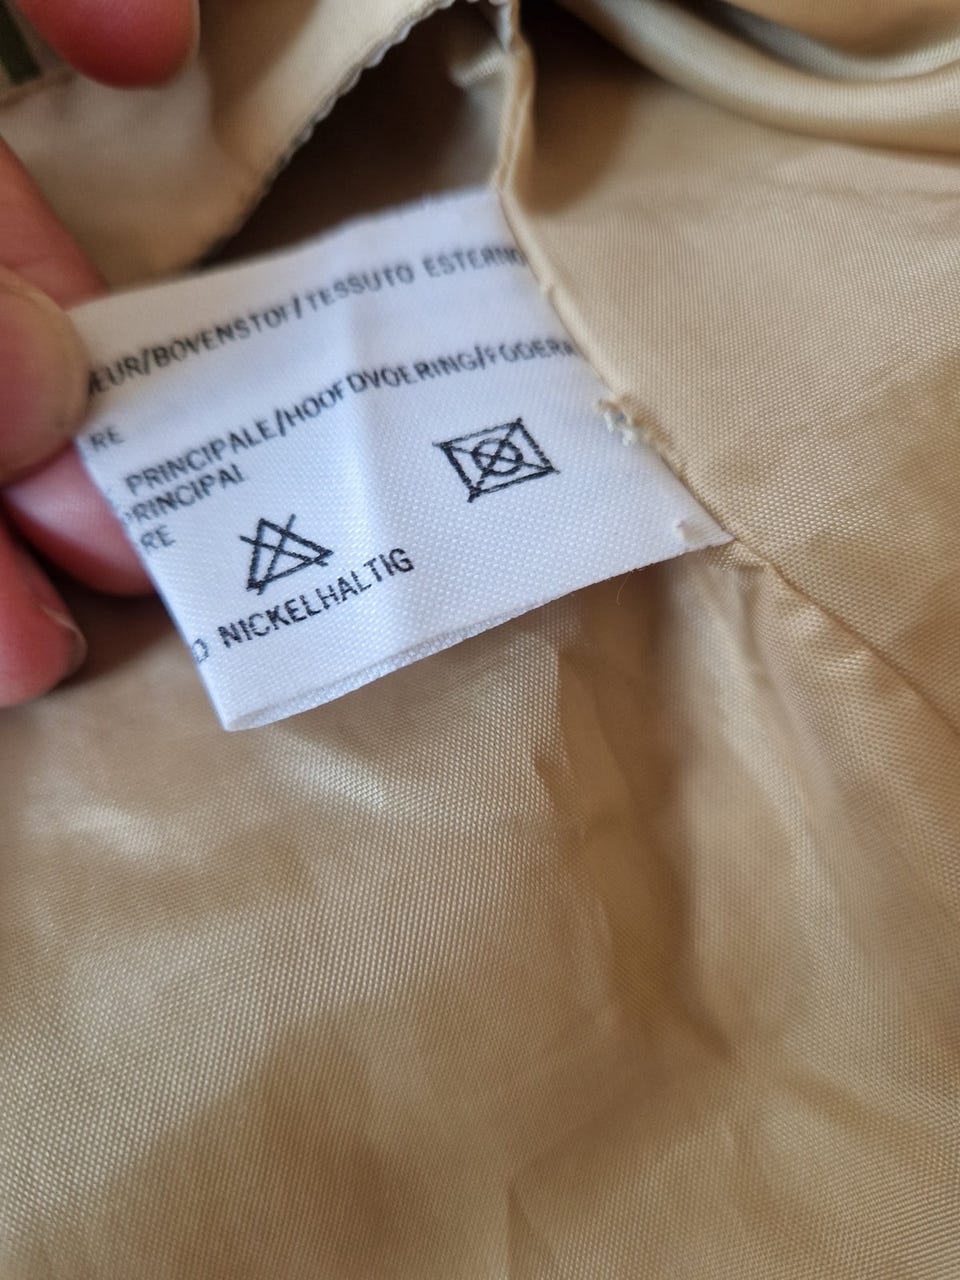 EUR/BOVENSTOF/TESSUTO ESTERNO
RE
PRINCIPALE/HOOFDVOERING/FODERA
PRINCIPAL
RE
NICKELHALTIG